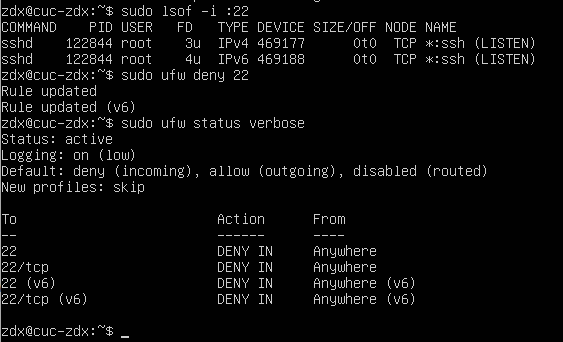 zdx@cuc-zdx:~$ sudo lsof -i :22
COMMAND    PID USER   FD   TYPE DEVICE SIZE/OFF NODE NAME
sshd    122844 root    3u  IPv4 469177      0t0  TCP *:ssh (LISTEN)
sshd    122844 root    4u  IPv6 469188      0t0  TCP *:ssh (LISTEN)
zdx@cuc-zdx:~$ sudo ufw deny 22
Rule updated
Rule updated (v6)
zdx@cuc-zdx:~$ sudo ufw status verbose
Status: active
Logging: on (low)
Default: deny (incoming), allow (outgoing), disabled (routed)
New profiles: skip

To                         Action      From
--                         ------      ----
22                         DENY IN     Anywhere
22/tcp                     DENY IN     Anywhere
22 (v6)                    DENY IN     Anywhere (v6)
22/tcp (v6)                DENY IN     Anywhere (v6)

zdx@cuc-zdx:~$ _